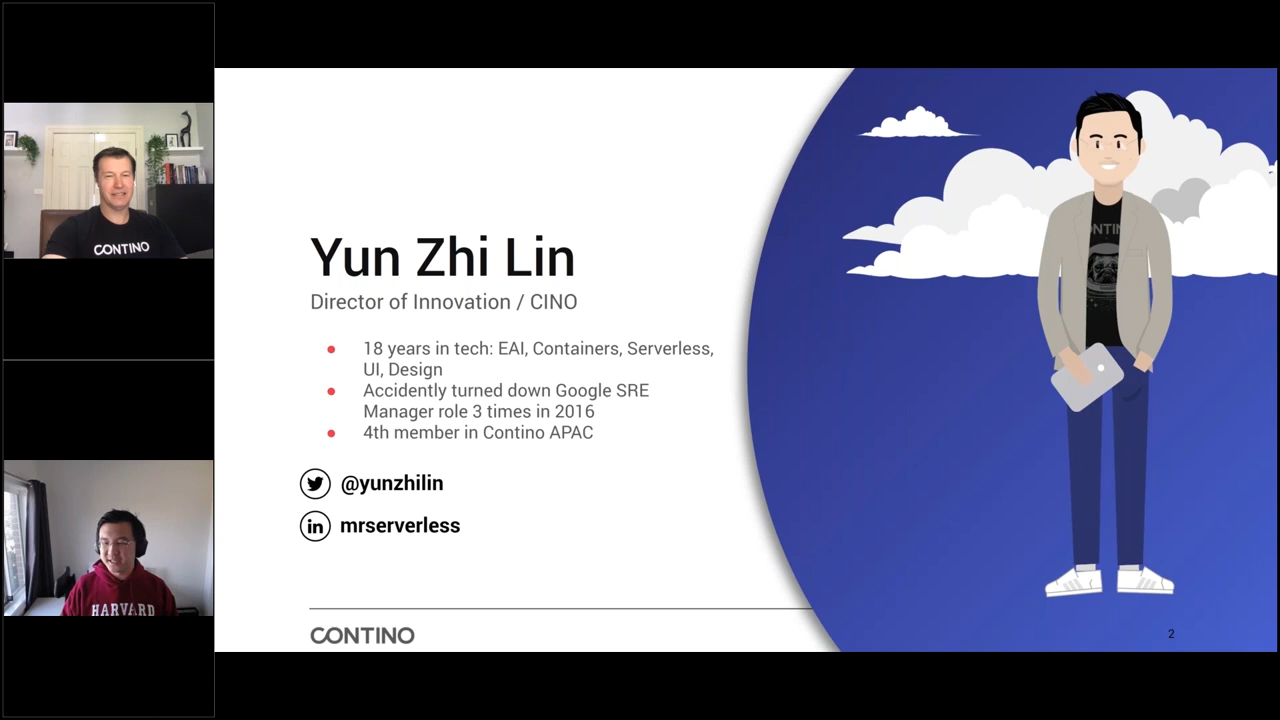 CONTINO
HARVARD
Yun Zhi Lin
Director of Innovation / CINO
18 years in tech: EAI, Containers, Serverless,
UI, Design
Accidently turned down Google SRE
Manager role 3 times in 2016
4th member in Contino APAC
@yunzhilin
in mrserverless
CONTINO
ONTIN
2